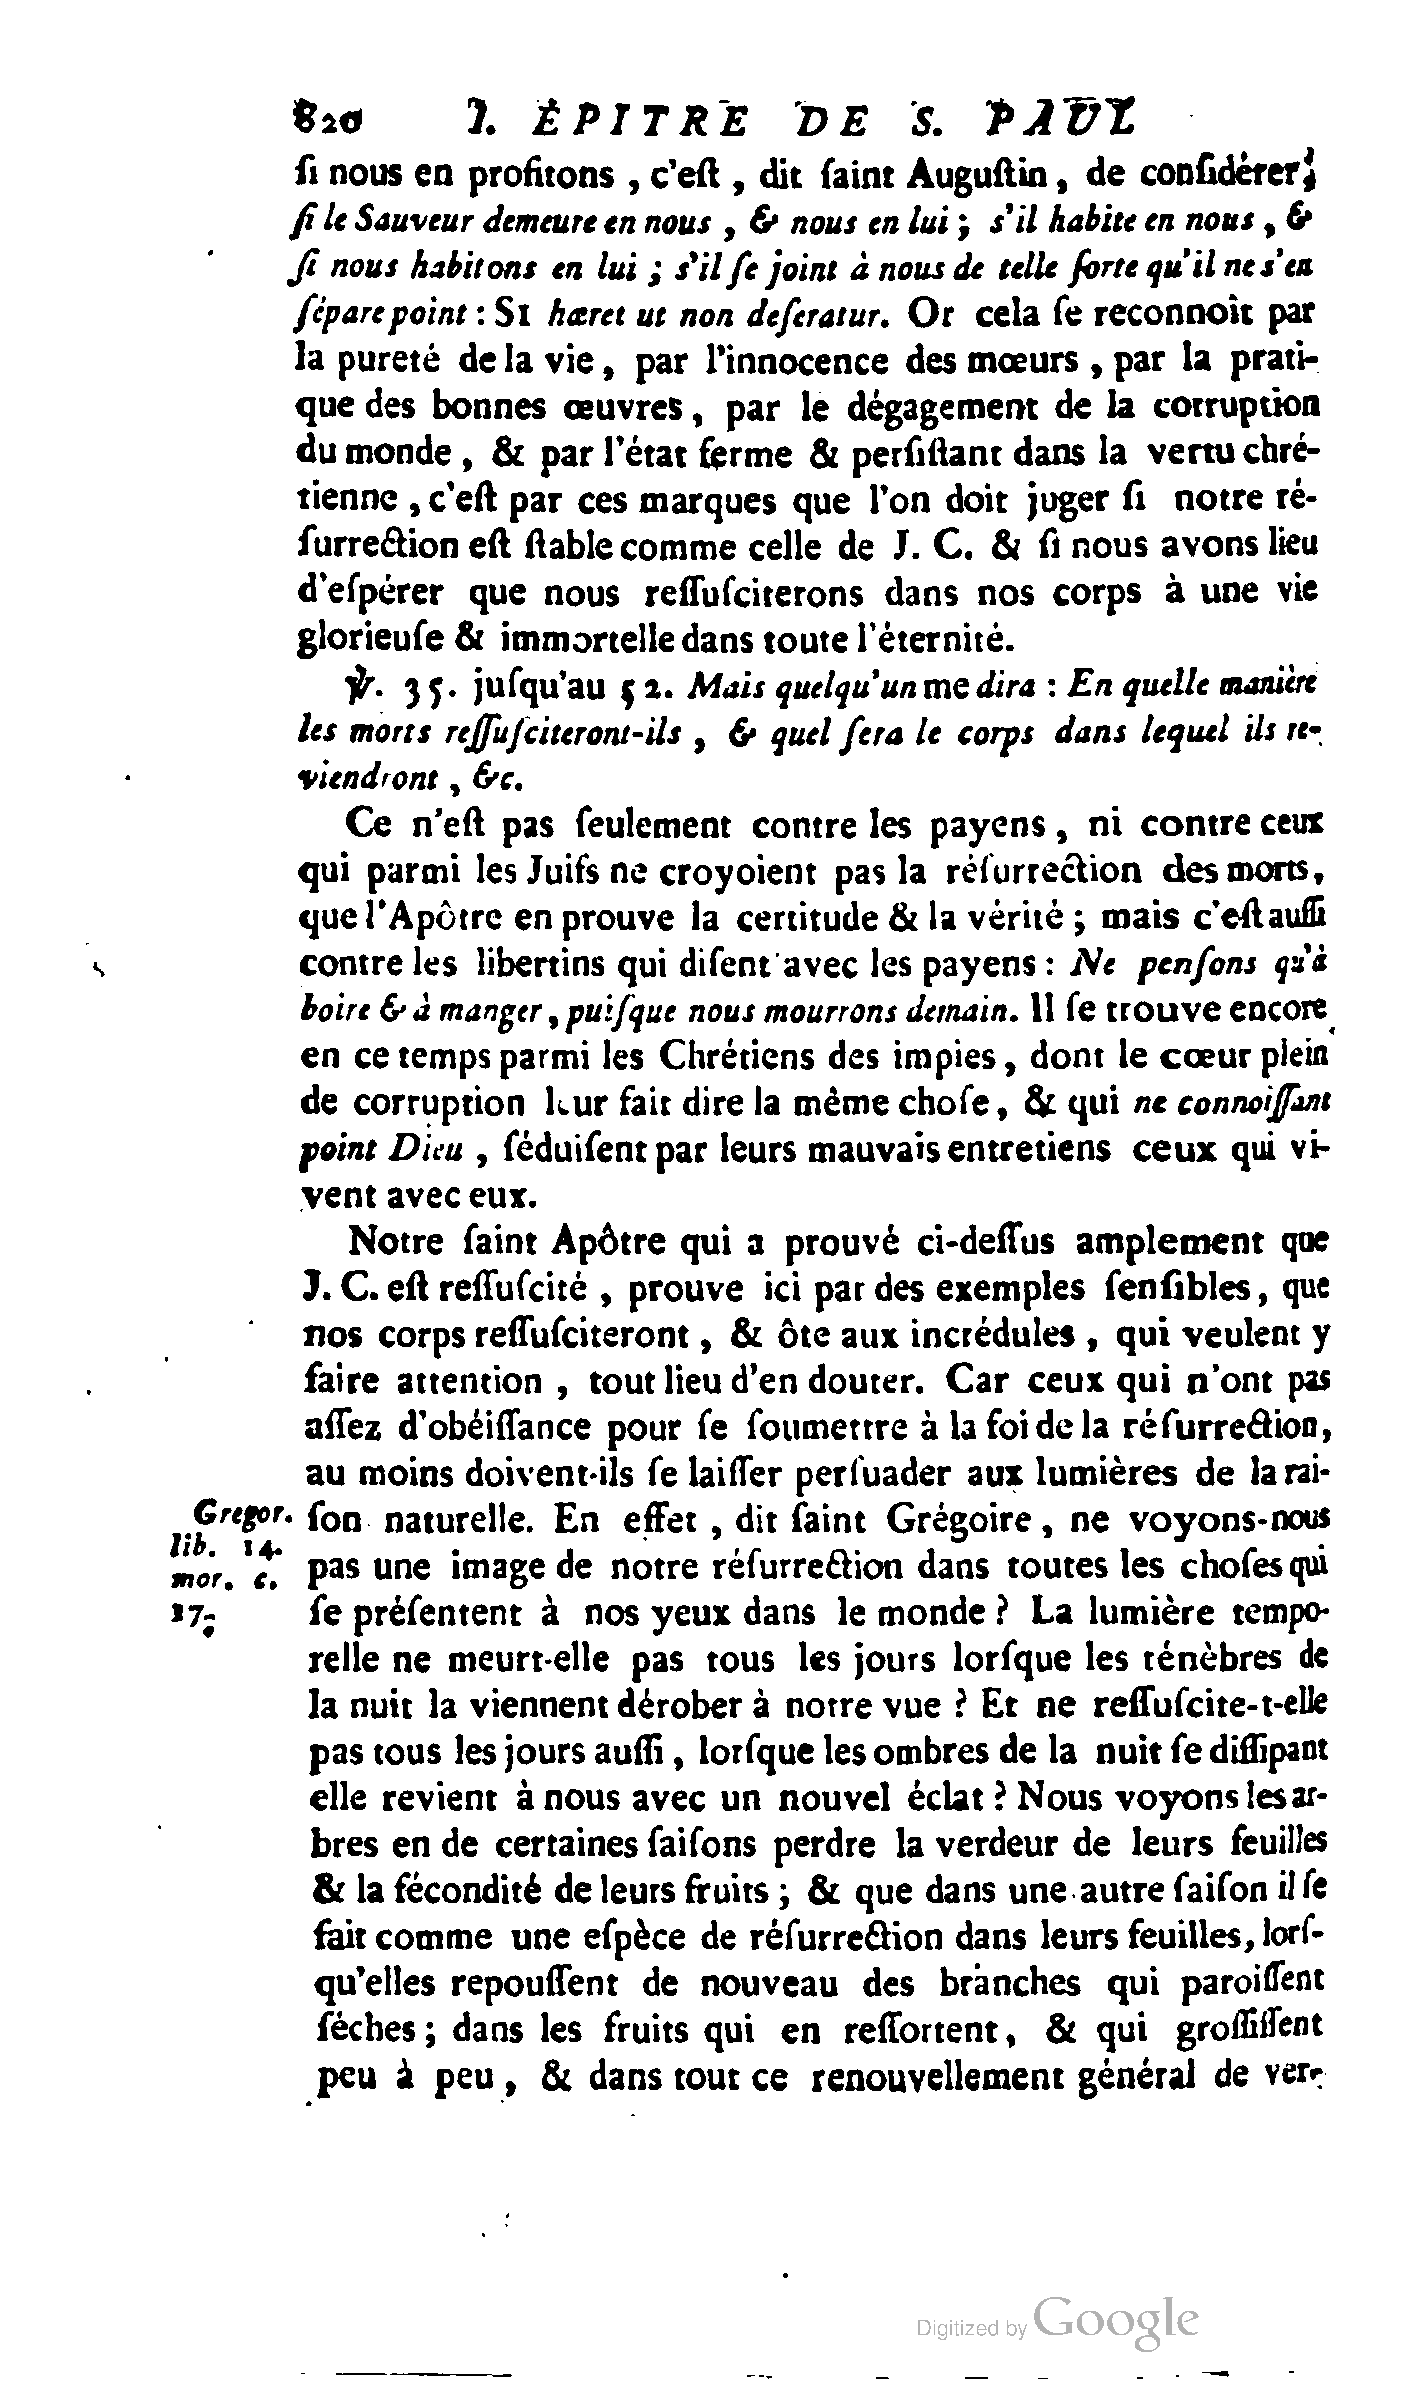 820 I. ÉPITRE DE S. PAUL
ſi nous en profitons , c'eſt , dit ſaint Auguſtin, de conſidérer,
ſi le Sauveur demeure en nous , & nous en lui ; s'il habite en nous , &
ſi nous habitons en lui ; s'il ſe joint à nous de telle ſorte qu'il ne s'en
ſépare point : SI hæret ut non deſeratur. Or cela ſe reconnoît par
la pureté de la vie, par l'innocence des mœurs , par la prati-
que des bonnes œuvres, par le dégagement de la corruption
du monde , & par l'état ferme & perſiſtant dans la vertu chré-
tienne , c'eſt par ces marques que l'on doit juger ſi notre ré-
ſurrection eſt ſtable comme celle de J. C. & ſi nous avons lieu
d'eſpérer que nous reſſuſciterons dans nos corps à une vie
glorieuſe & immortelle dans toute l'éternité.
℣. 35. juſqu'au 52. Mais quelqu'un me dira : En quelle manière
les morts reſſuſciteront-ils , & quel ſera le corps dans lequel ils re-
viendront , &c.
Ce n'eſt pas ſeulement contre les payens, ni contre ceux
qui parmi les Juifs ne croyoient pas la réſurrection des morts,
que l'Apôtre en prouve la certitude & la vérité ; mais c'eſt auſſi
contre les libertins qui diſent avec les payens : Ne penſons qu'à
boire & à manger, puiſque nous mourrons demain. Il ſe trouve encore
en ce temps parmi les Chrétiens des impies, dont le cœur plein
de corruption leur fait dire la même choſe, & qui ne connoiſſant
point Dieu , ſéduiſent par leurs mauvais entretiens ceux qui vi-
vent avec eux.
Notre ſaint Apôtre qui a prouvé ci-deſſus amplement que
J. C. eſt reſſuſcité , prouve ici par des exemples ſenſibles, que
nos corps reſſuſciteront , & ôte aux incrédules , qui veulent y
faire attention , tout lieu d'en douter. Car ceux qui n'ont pas
aſſez d'obéiſſance pour ſe ſoumettre à la foi de la réſurrection,
au moins doivent-ils ſe laiſſer perſuader aux lumières de la rai-
Gregor. ſon naturelle. En effet , dit ſaint Grégoire, ne voyons-nous
lib. 14.
mor. c. pas une image de notre réſurrection dans toutes les choſes qui
17. ſe préſentent à nos yeux dans le monde ? La lumière tempo-
relle ne meurt-elle pas tous les jours lorſque les ténèbres de
la nuit la viennent dérober à notre vue ? Et ne reſſuſcite-t-elle
pas tous les jours auſſi , lorſque les ombres de la nuit ſe diſſipant
elle revient à nous avec un nouvel éclat ? Nous voyons les ar-
bres en de certaines ſaiſons perdre la verdeur de leurs feuilles
& la fécondité de leurs fruits ; & que dans une autre ſaiſon il ſe
fait comme une eſpèce de réſurrection dans leurs feuilles, lorſ-
qu'elles repouſſent de nouveau des branches qui paroiſſent
ſèches ; dans les fruits qui en reſſortent, & qui groſſiſſent
peu à peu, & dans tout ce renouvellement général de ver-
Digitized by Google